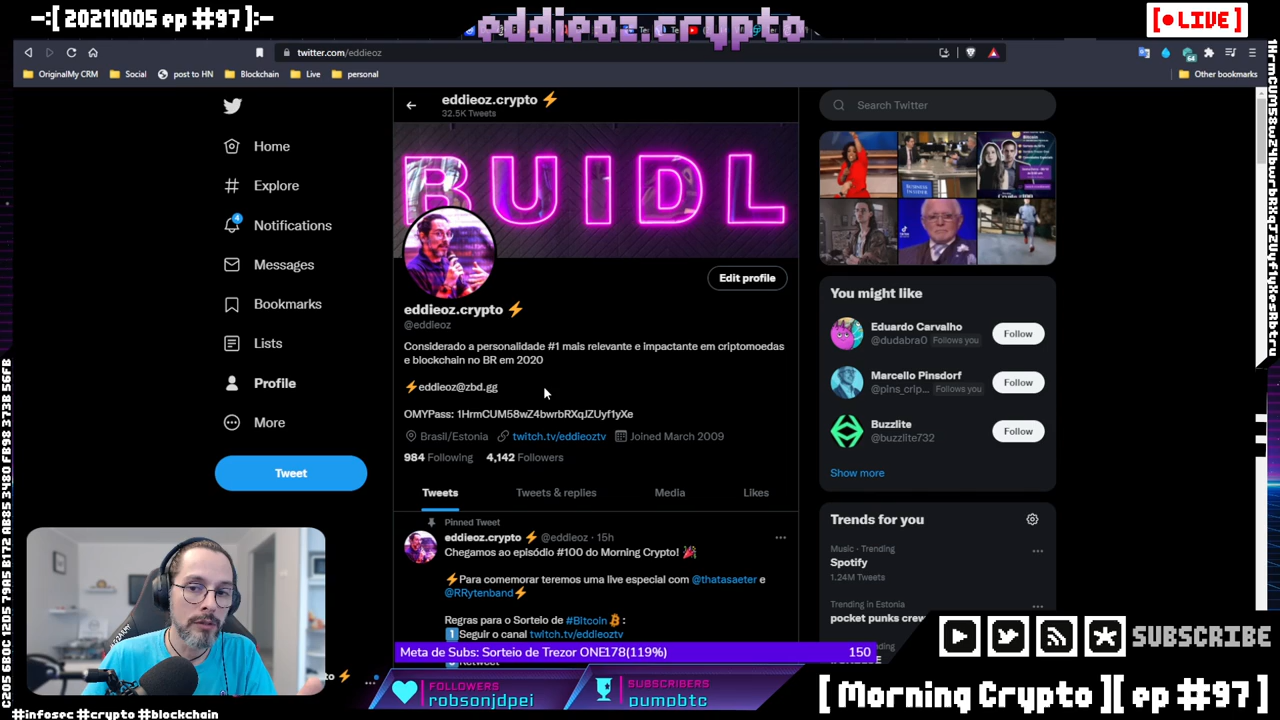 -:[ 20211005 ep #97 ]:-
eddieoz.crypto
[ LIVE ]
twitter.com/eddieoz
OriginalMy CRM
Social
post to HN
Blockchain
Live
personal
Other bookmarks
eddieoz.crypto ⚡
32.5K Tweets
Search Twitter
BUIDL
Home
Explore
4
Notifications
Messages
Bookmarks
Lists
Profile
More
Tweet
Edit profile
eddieoz.crypto ⚡
@eddieoz
Considerado a personalidade #1 mais relevante e impactante em criptomoedas
e blockchain no BR em 2020
⚡eddieoz@zbd.gg
OMYPass: 1HrmCUM58wZ4bwrbRXqJZUyf1yXe
Brasil/Estonia twitch.tv/eddieoztv Joined March 2009
984 Following 4,142 Followers
Tweets
Tweets & replies
Media
Likes
Pinned Tweet
eddieoz.crypto ⚡ @eddieoz · 15h
Chegamos ao episódio #100 do Morning Crypto! 🎉
⚡Para comemorar teremos uma live especial com @thatasaeter e
@RRytenband⚡
Regras para o Sorteio de #Bitcoin :
1 Seguir o canal twitch.tv/eddieoztv
Retweet
You might like
Eduardo Carvalho
@dudabra0 Follows you
Follow
Marcello Pinsdorf
@pins_crip... Follows you
Follow
Buzzlite
@buzzlite732
Follow
Show more
Trends for you
Music · Trending
Spotify
1.24M Tweets
Trending in Estonia
pocket punks crew
Meta de Subs: Sorteio de Trezor ONE178(119%) 150
FOLLOWERS
robsonjdpei
SUBSCRIBERS
pumpbtc
SUBSCRIBE
[ Morning Crypto ][ ep #97 ]
#infosec #crypto #blockchain